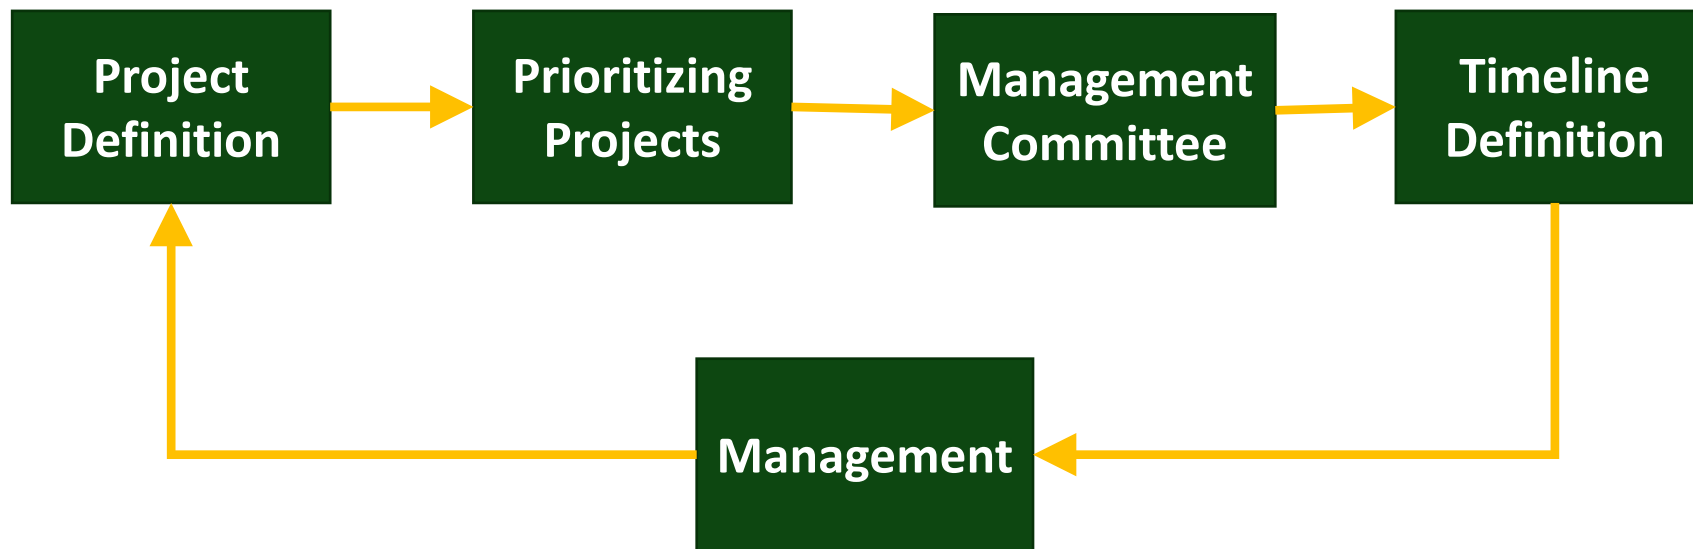 Project
Definition
Prioritizing
Projects
Management
Committee
Timeline
Definition
Management